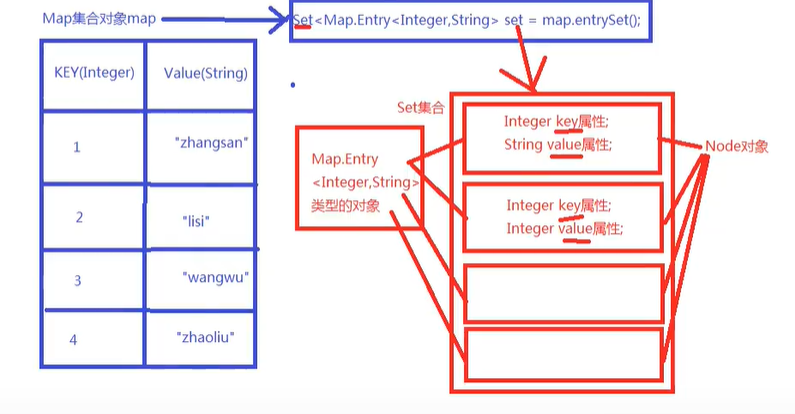 Map集合对象map
Set<Map.Entry<Integer,String> set = map.entrySet();
KEY(Integer)
Value(String)
1
"zhangsan"
2
"lisi"
3
"wangwu"
4
"zhaoliu"
Set集合
Map.Entry
<Integer,String>
类型的对象
Integer key属性;
String value属性;
Integer key属性;
Integer value属性;
Node对象